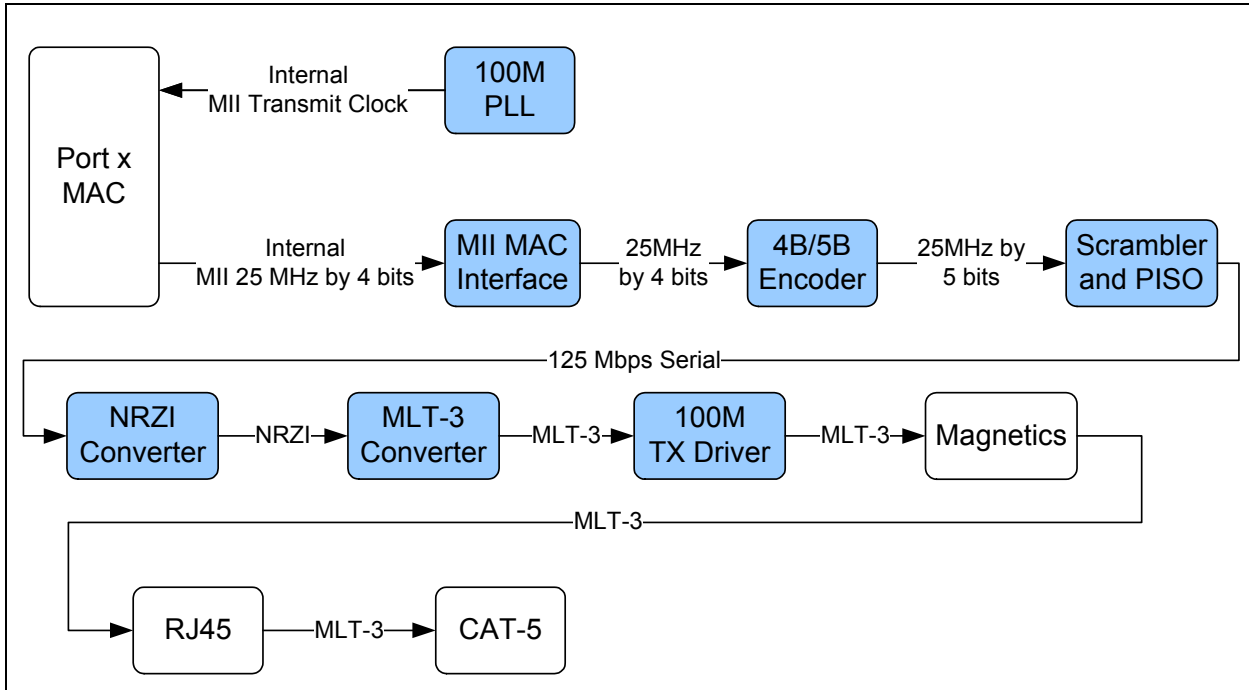 Internal
MII Transmit Clock
100M
PLL
Port x
MAC
Internal
MII 25 MHz by 4 bits
MII MAC
Interface
25MHz
by 4 bits
4B/5B
Encoder
25MHz by
5 bits
Scrambler
and PISO
125 Mbps Serial
NRZI
Converter
NRZI
MLT-3
Converter
MLT-3
100M
TX Driver
MLT-3
Magnetics
MLT-3
RJ45
MLT-3
CAT-5